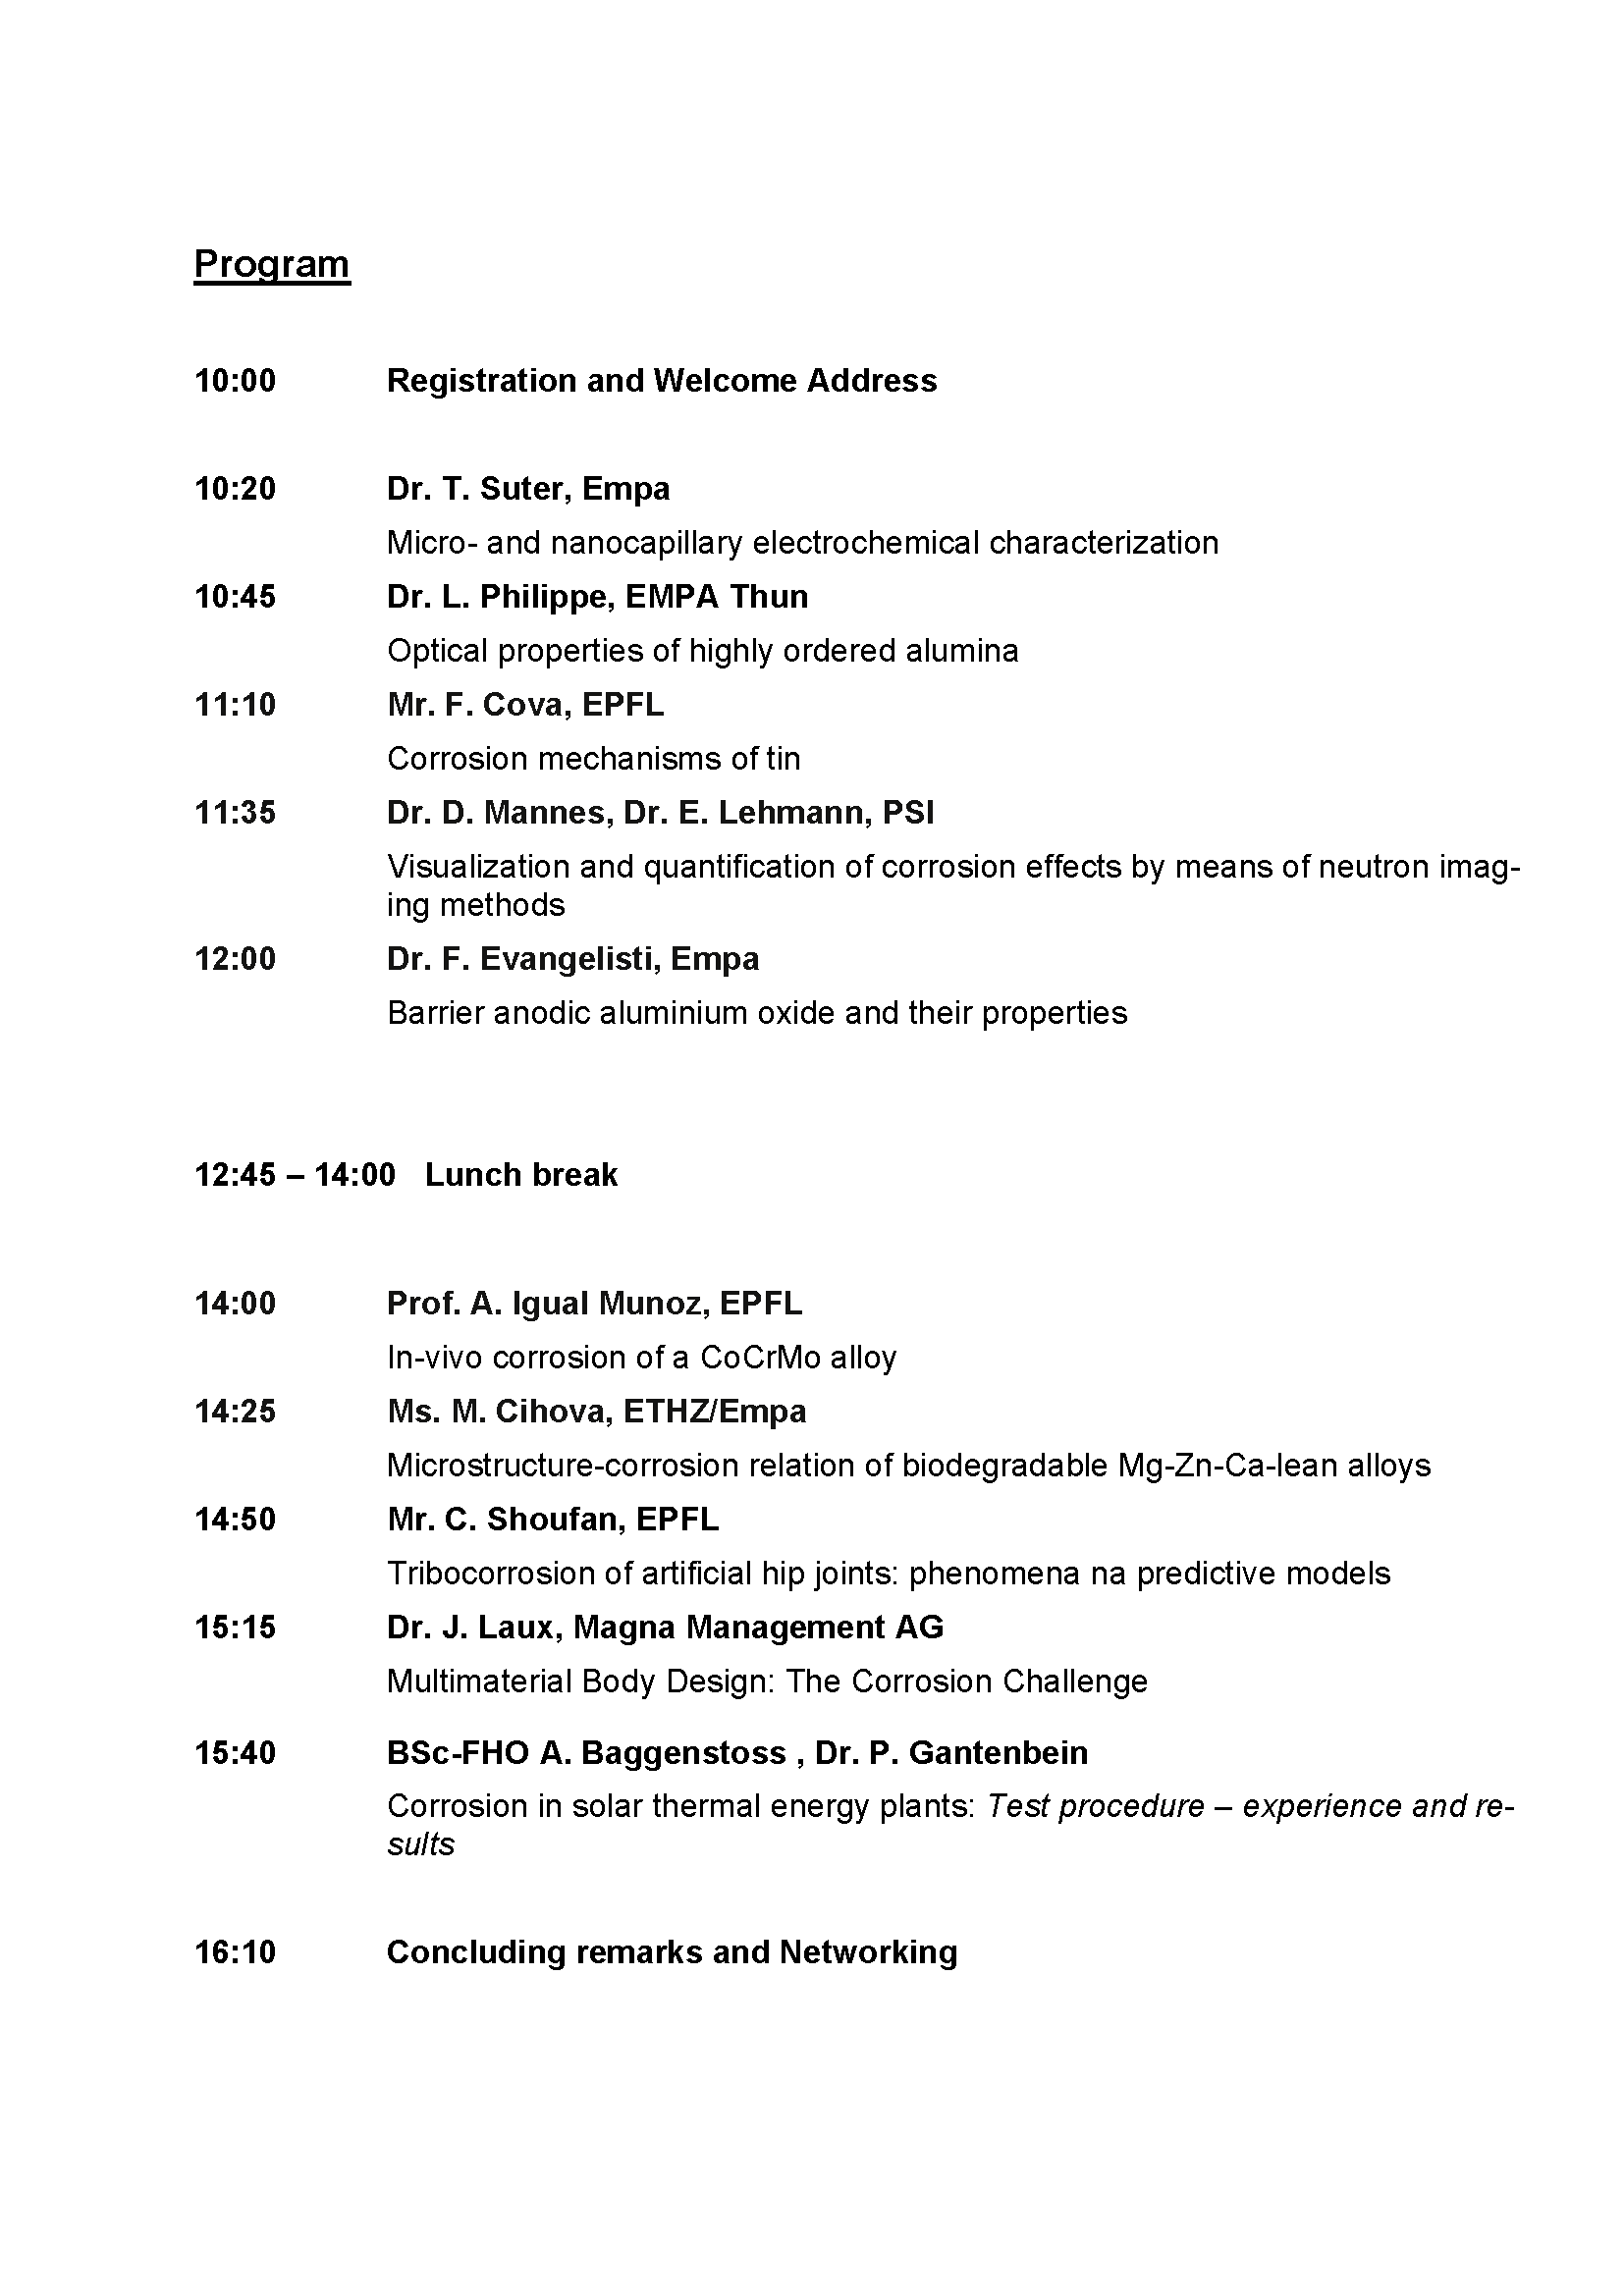 Program
10:00 Registration and Welcome Address
10:20 Dr. T. Suter, Empa
Micro- and nanocapillary electrochemical characterization
10:45 Dr. L. Philippe, EMPA Thun
Optical properties of highly ordered alumina
11:10 Mr. F. Cova, EPFL
Corrosion mechanisms of tin
11:35 Dr. D. Mannes, Dr. E. Lehmann, PSI
Visualization and quantification of corrosion effects by means of neutron imag-
ing methods
12:00 Dr. F. Evangelisti, Empa
Barrier anodic aluminium oxide and their properties
12:45 – 14:00 Lunch break
14:00 Prof. A. Igual Munoz, EPFL
In-vivo corrosion of a CoCrMo alloy
14:25 Ms. M. Cihova, ETHZ/Empa
Microstructure-corrosion relation of biodegradable Mg-Zn-Ca-lean alloys
14:50 Mr. C. Shoufan, EPFL
Tribocorrosion of artificial hip joints: phenomena na predictive models
15:15 Dr. J. Laux, Magna Management AG
Multimaterial Body Design: The Corrosion Challenge
15:40 BSc-FHO A. Baggenstoss , Dr. P. Gantenbein
Corrosion in solar thermal energy plants: Test procedure – experience and re-
sults
16:10 Concluding remarks and Networking